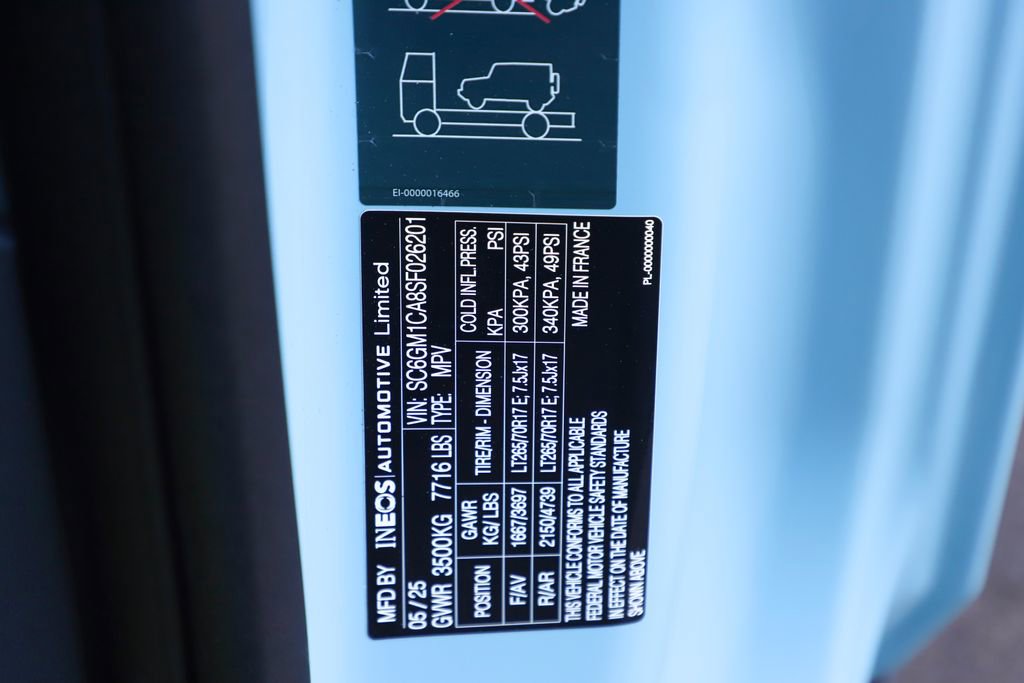 EI-0000016466
MFD BY INEOS | AUTOMOTIVE Limited
05 / 25 VIN: SC6GM1CA8SF026201
GVWR 3500KG 7716 LBS TYPE: MPV
POSITION GAWR KG/ LBS TIRE/RIM - DIMENSION COLD INFL.PRESS. KPA PSI
F/AV 1667/3697 LT265/70R17 E; 7.5Jx17 300KPA, 43PSI
R/AR 2150/4739 LT265/70R17 E; 7.5Jx17 340KPA, 49PSI
THIS VEHICLE CONFORMS TO ALL APPLICABLE
FEDERAL MOTOR VEHICLE SAFETY STANDARDS
IN EFFECT ON THE DATE OF MANUFACTURE
SHOWN ABOVE
MADE IN FRANCE
PL-0000000040